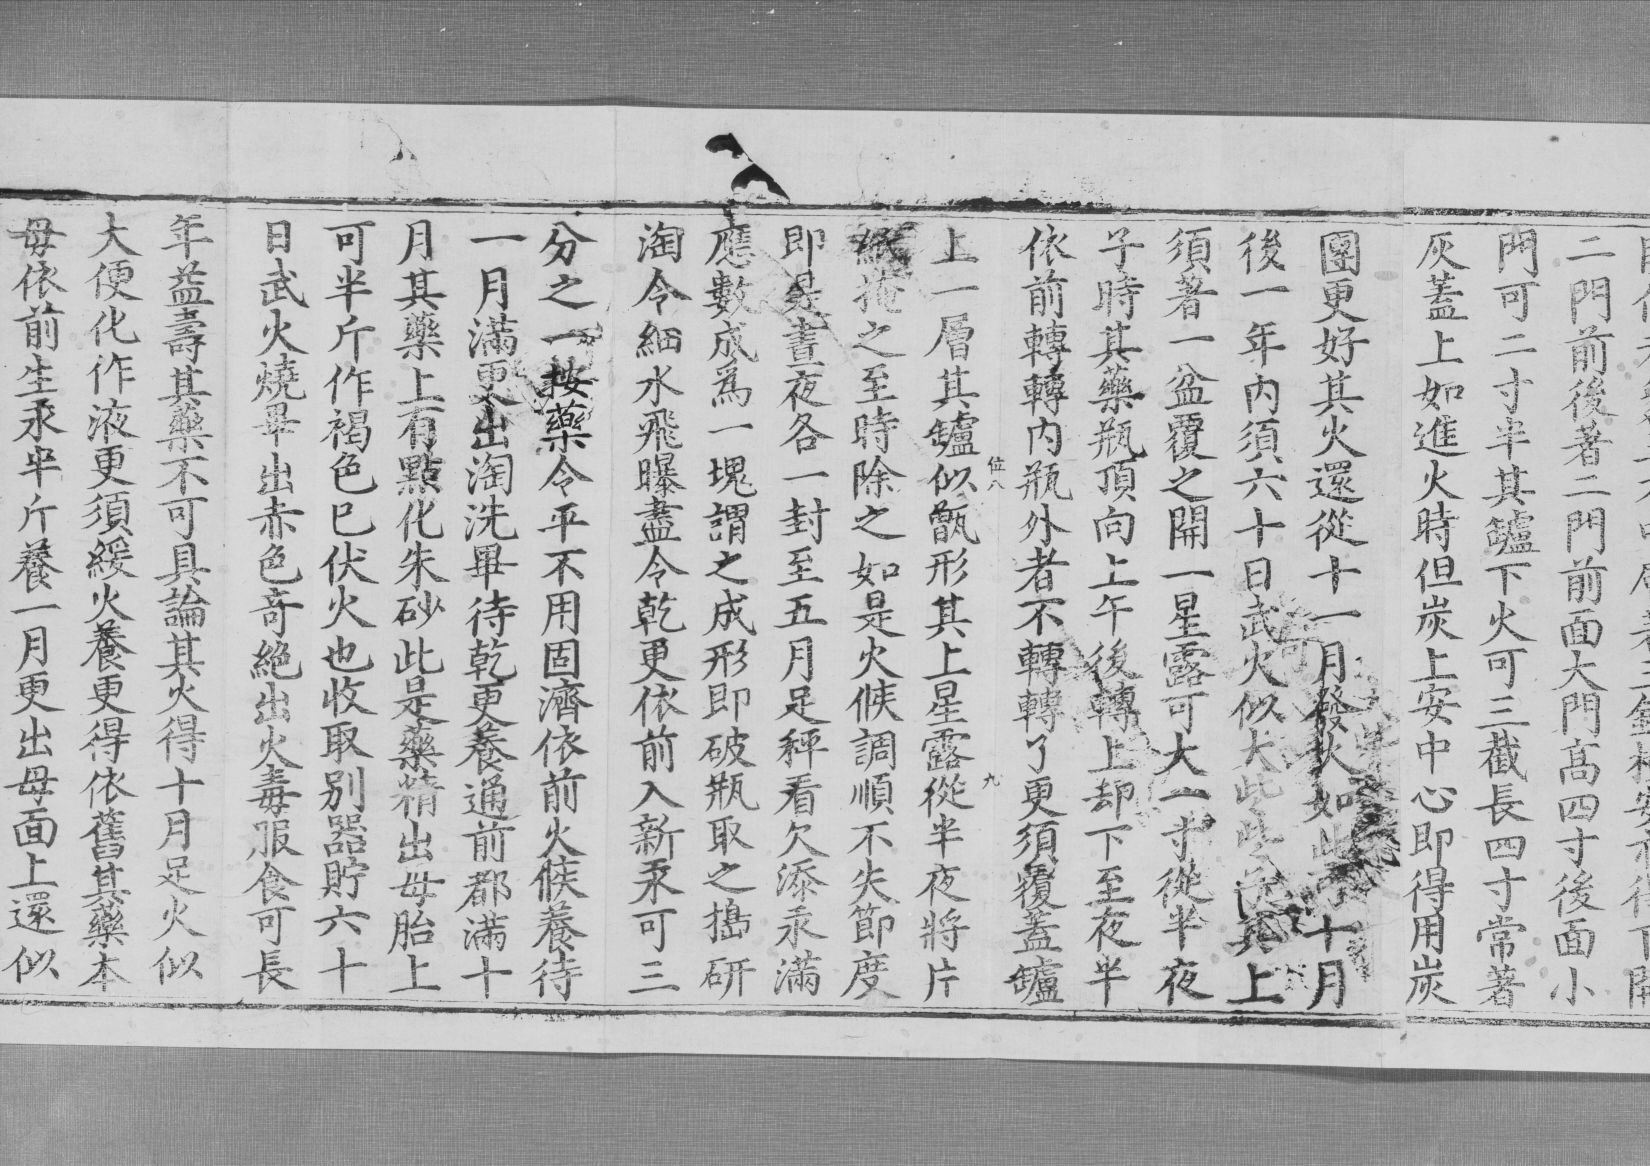 二門前後著二門前面大門高四寸後面小
門可二寸半其鑪下火可三截長四寸常著
灰蓋上如進火時但炭上安中心即得用炭
團更好其火還從十一月發火如此十月
後一年內須六十日武火似大此其上
須著一盆覆之開一星露可大一寸從半夜
子時其藥瓶頂向上午後轉上却下至夜半
依前轉轉內瓶外者不轉轉了更須覆蓋鑪
位八 九
上一層其鑪似甑形其上星露從半夜將片
紙掩之至時除之如是火候調順不失節度
即是晝夜各一封至五月足秤看欠添汞滿
應數成爲一塊謂之成形即破瓶取之搗研
淘令細水飛曝盡令乾更依前入新汞可三
分之一按藥令平不用固濟依前火候養待
一月滿更出淘洗畢待乾更養通前都滿十
月其藥上有點化朱砂此是藥精出母胎上
可半斤作褐色巳伏火也收取別器貯六十
日武火燒畢出赤色奇絕出火毒服食可長
年益壽其藥不可具論其火得十月足火似
大便化作液更須緩火養更得依舊其藥本
母依前生汞半斤養一月更出母面上還似